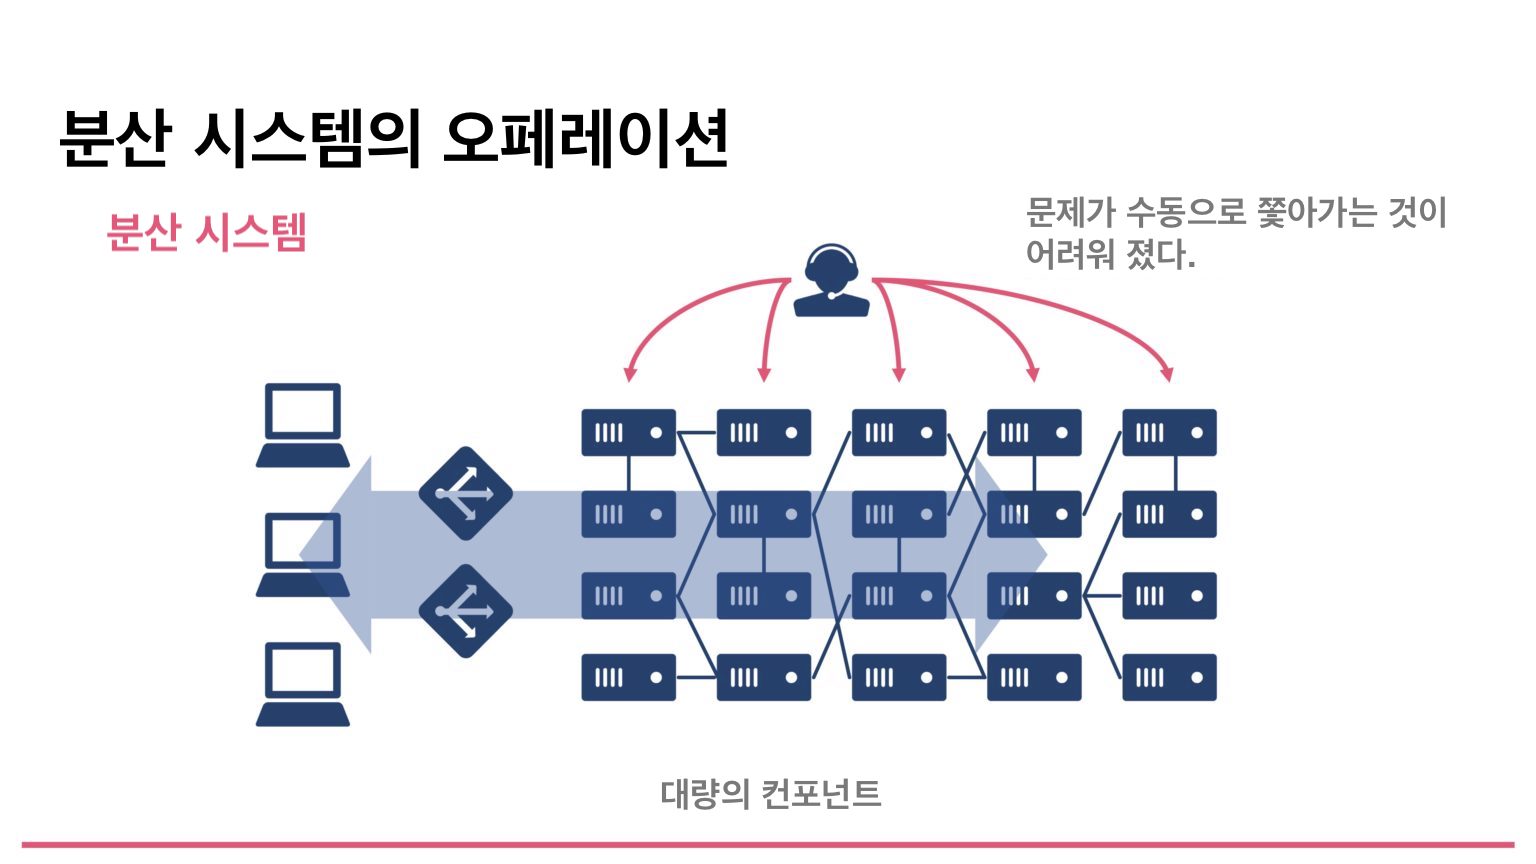 분산 시스템의 오페레이션
분산 시스템
문제가 수동으로 쫓아가는 것이
어려워 졌다.
대량의 컨포넌트